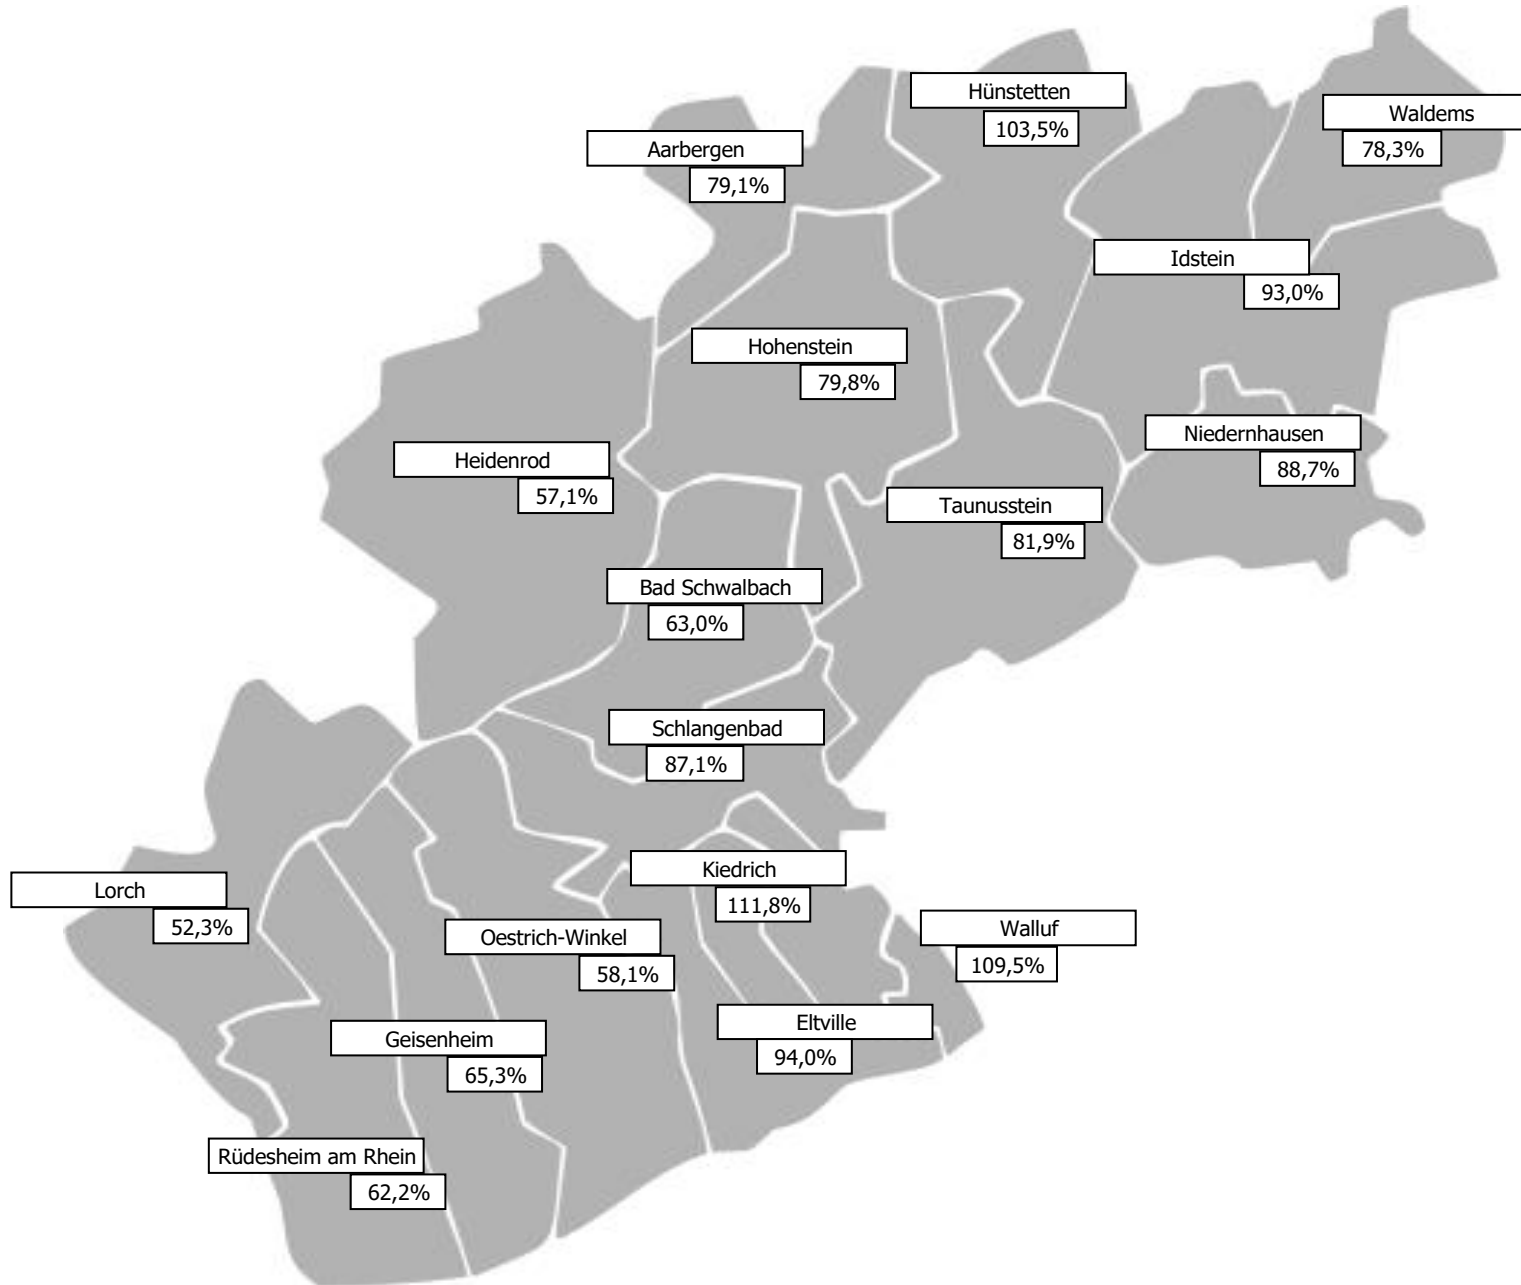 Hünstetten
103,5%
Waldems
78,3%
Aarbergen
79,1%
Idstein
93,0%
Hohenstein
79,8%
Niedernhausen
88,7%
Heidenrod
57,1%
Taunusstein
81,9%
Bad Schwalbach
63,0%
Schlangenbad
87,1%
Kiedrich
111,8%
Lorch
52,3%
Walluf
109,5%
Oestrich-Winkel
58,1%
Eltville
94,0%
Geisenheim
65,3%
Rüdesheim am Rhein
62,2%